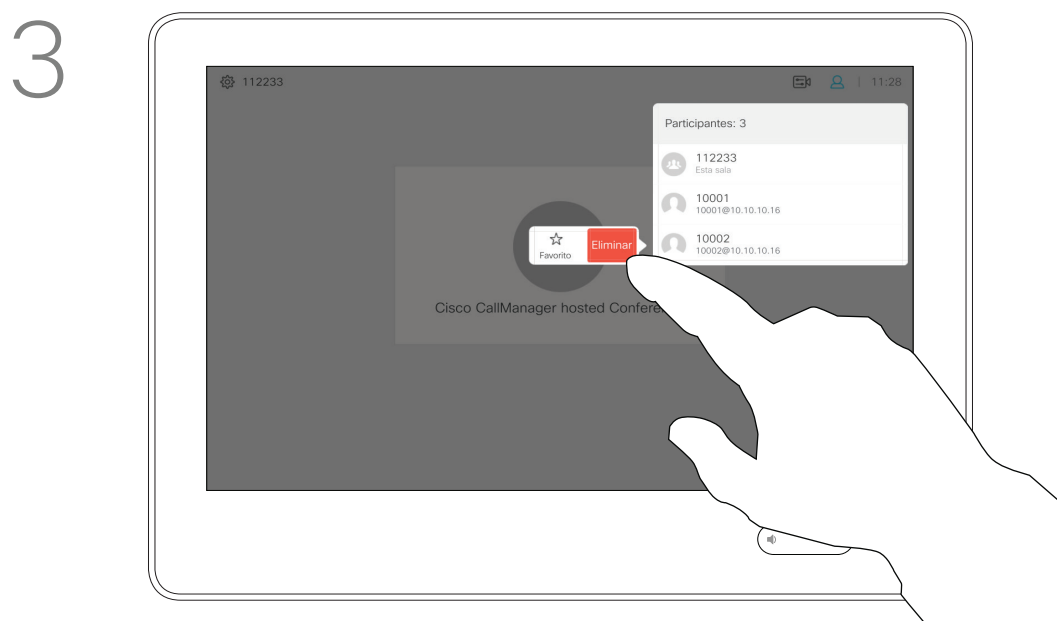 3
112233
11:28
Participantes: 3
112233
Esta sala
10001
10001@10.10.10.16
10002
10002@10.10.10.16
Favorito
Eliminar
Cisco CallManager hosted